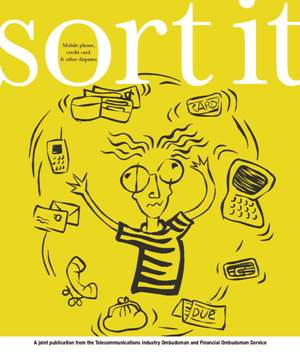 sort it
Mobile phone,
credit card
& other disputes
CARD
DUE
A joint publication from the Telecommunications Industry Ombudsman and Financial Ombudsman Service